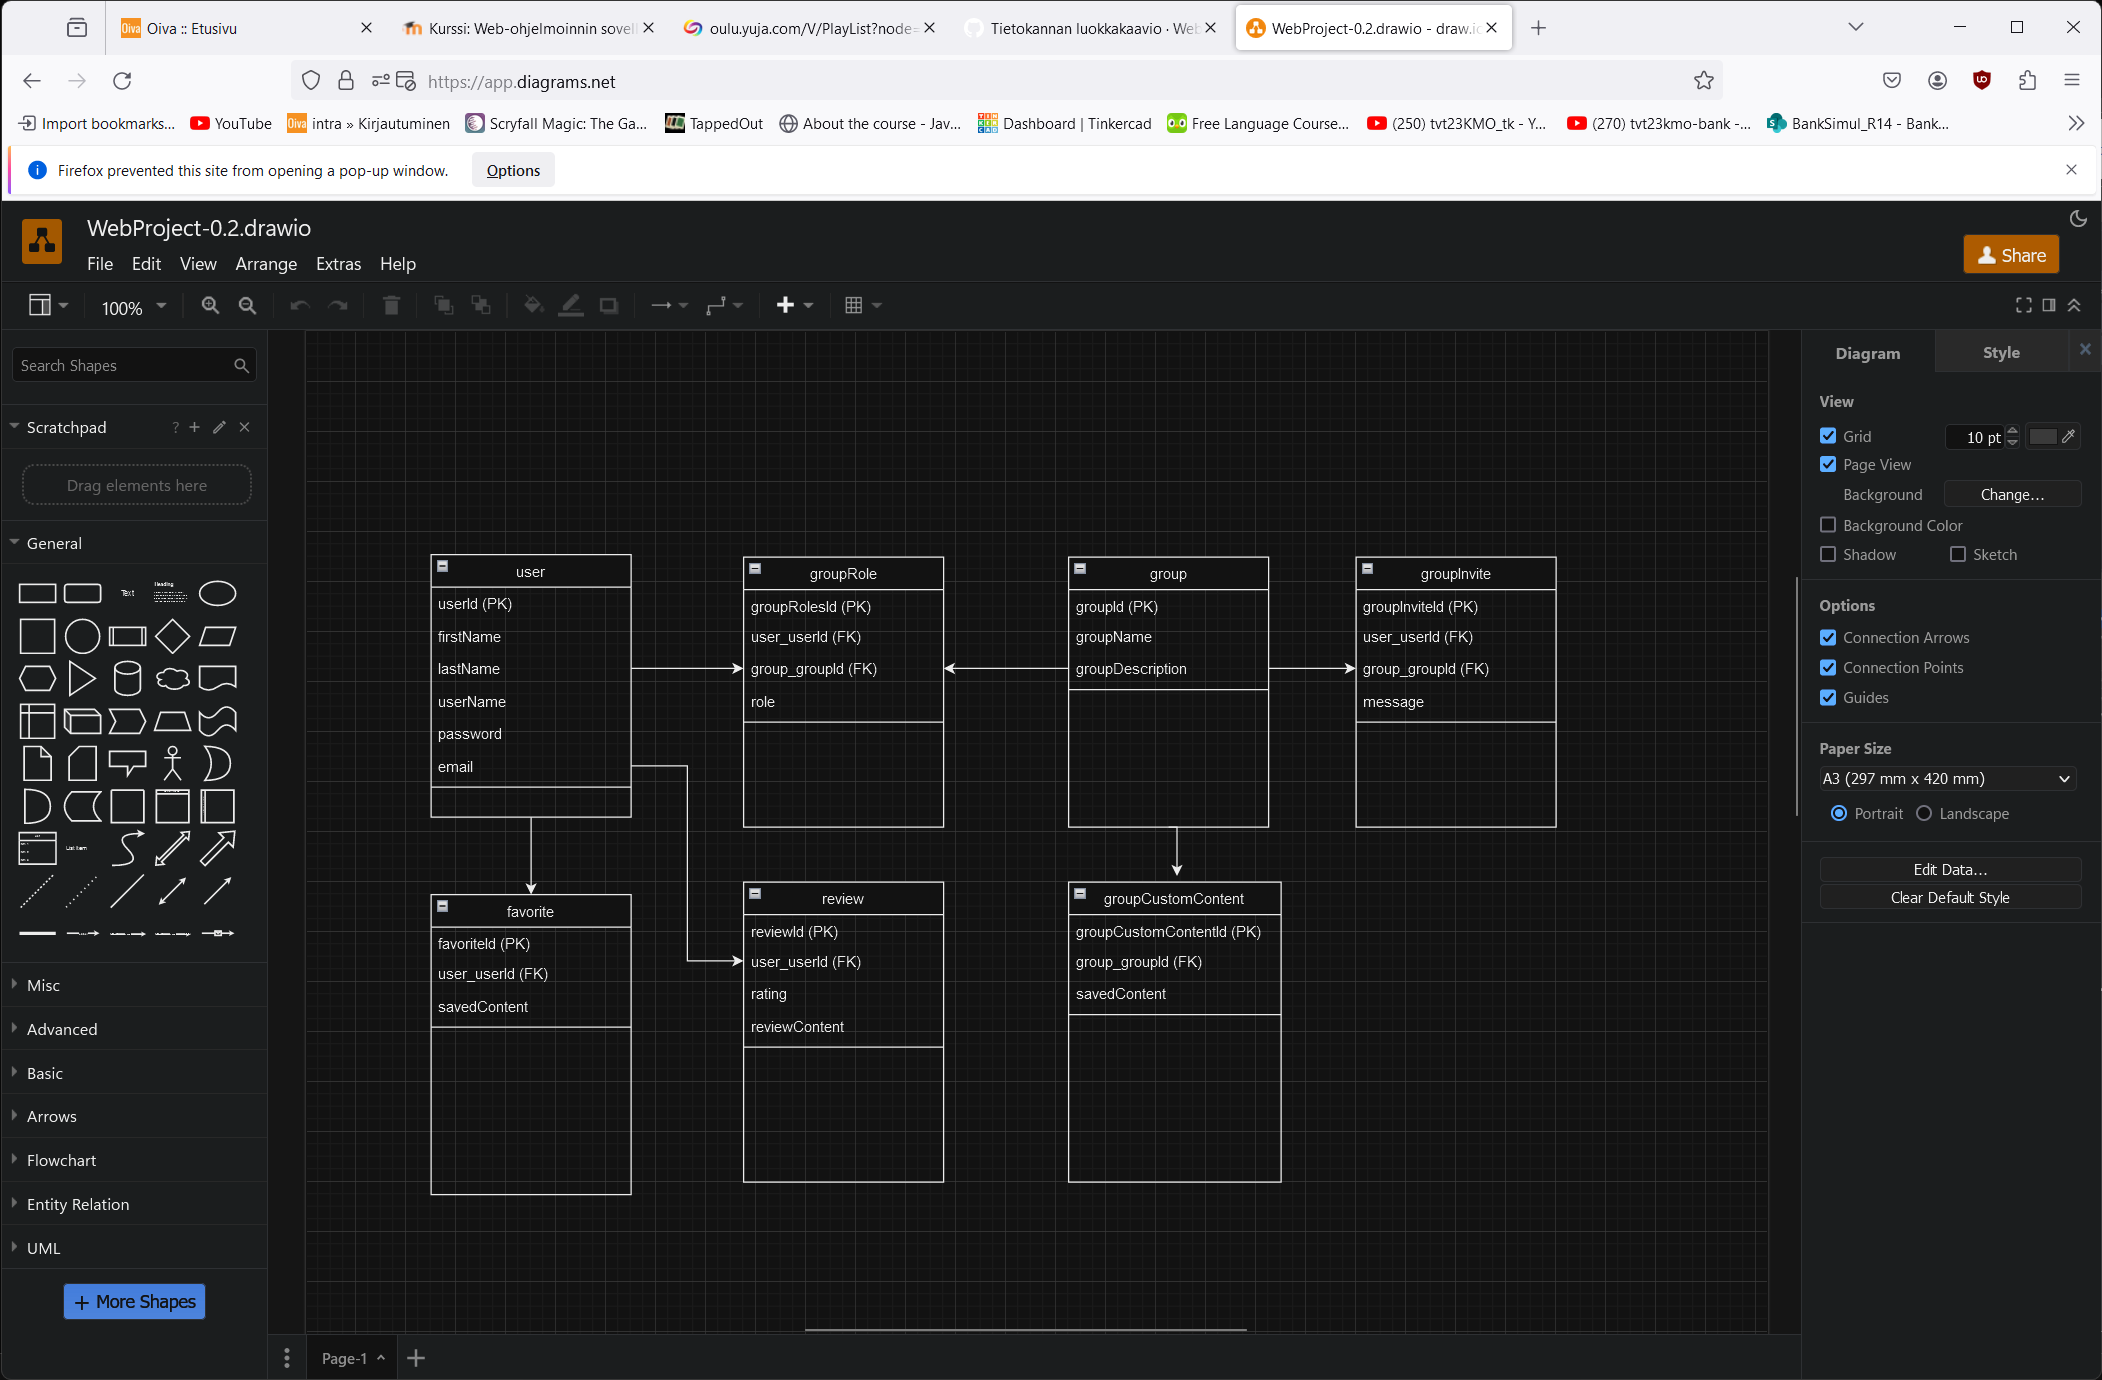 Oiva :: Etusivu
Kurssi: Web-ohjelmoinnin sovell
oulu.yuja.com/V/PlayList?node=
Tietokannan luokkakaavio · Web
WebProject-0.2.drawio - draw.io
https://app.diagrams.net
Import bookmarks...
YouTube
Oiva intra » Kirjautuminen
Scryfall Magic: The Ga...
TappedOut
About the course - Jav...
Dashboard | Tinkercad
Free Language Course...
(250) tvt23KMO_tk - Y...
(270) tvt23kmo-bank -...
BankSimul_R14 - Bank...
Firefox prevented this site from opening a pop-up window.
Options
WebProject-0.2.drawio
File Edit View Arrange Extras Help
Share
100%
Search Shapes
Scratchpad
?
Drag elements here
General
Text
Heading
List Item
Misc
Advanced
Basic
Arrows
Flowchart
Entity Relation
UML
+ More Shapes
user
userId (PK)
firstName
lastName
userName
password
email
groupRole
groupRolesId (PK)
user_userId (FK)
group_groupId (FK)
role
group
groupId (PK)
groupName
groupDescription
groupInvite
groupInviteId (PK)
user_userId (FK)
group_groupId (FK)
message
favorite
favoriteId (PK)
user_userId (FK)
savedContent
review
reviewId (PK)
user_userId (FK)
rating
reviewContent
groupCustomContent
groupCustomContentId (PK)
group_groupId (FK)
savedContent
Diagram
Style
View
Grid
10 pt
Page View
Background
Change...
Background Color
Shadow
Sketch
Options
Connection Arrows
Connection Points
Guides
Paper Size
A3 (297 mm x 420 mm)
Portrait
Landscape
Edit Data...
Clear Default Style
Page-1